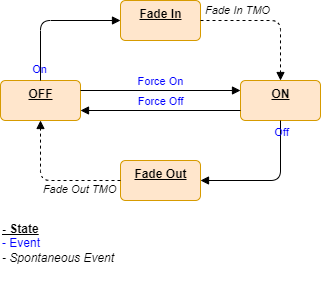 Fade In
Fade In TMO
On
Force On
OFF
ON
Force Off
Off
Fade Out
Fade Out TMO
- State
- Event
- Spontaneous Event